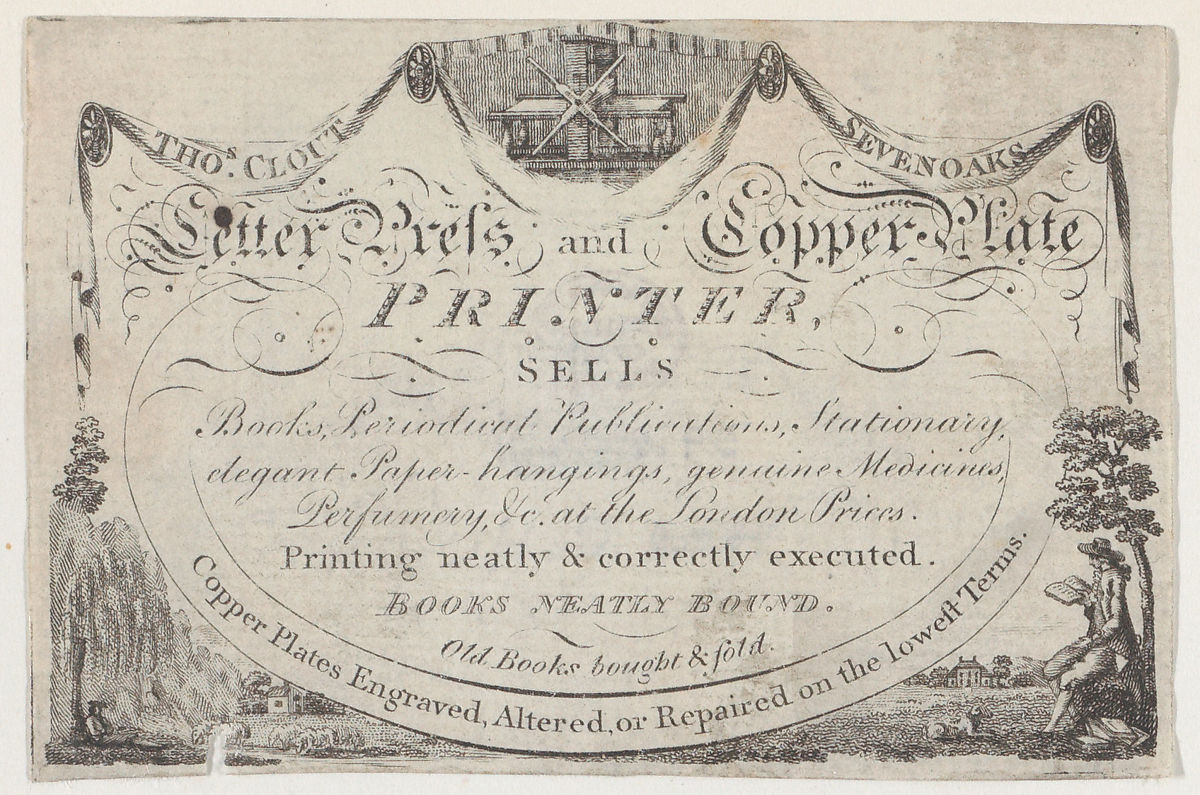 THOˢ. CLOUT
SEVENOAKS
Letter Preſs and Copper Plate
PRINTER,
SELLS
Books, Periodical Publications, Stationary,
elegant Paper-hangings, genuine Medicines,
Perfumery, &c. at the London Prices.
Printing neatly & correctly executed.
BOOKS NEATLY BOUND.
Old Books bought & ſold.
Copper Plates Engraved, Altered, or Repaired on the loweſt Terms.